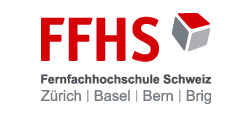 FFHS
Fernfachhochschule Schweiz
Zürich | Basel | Bern | Brig